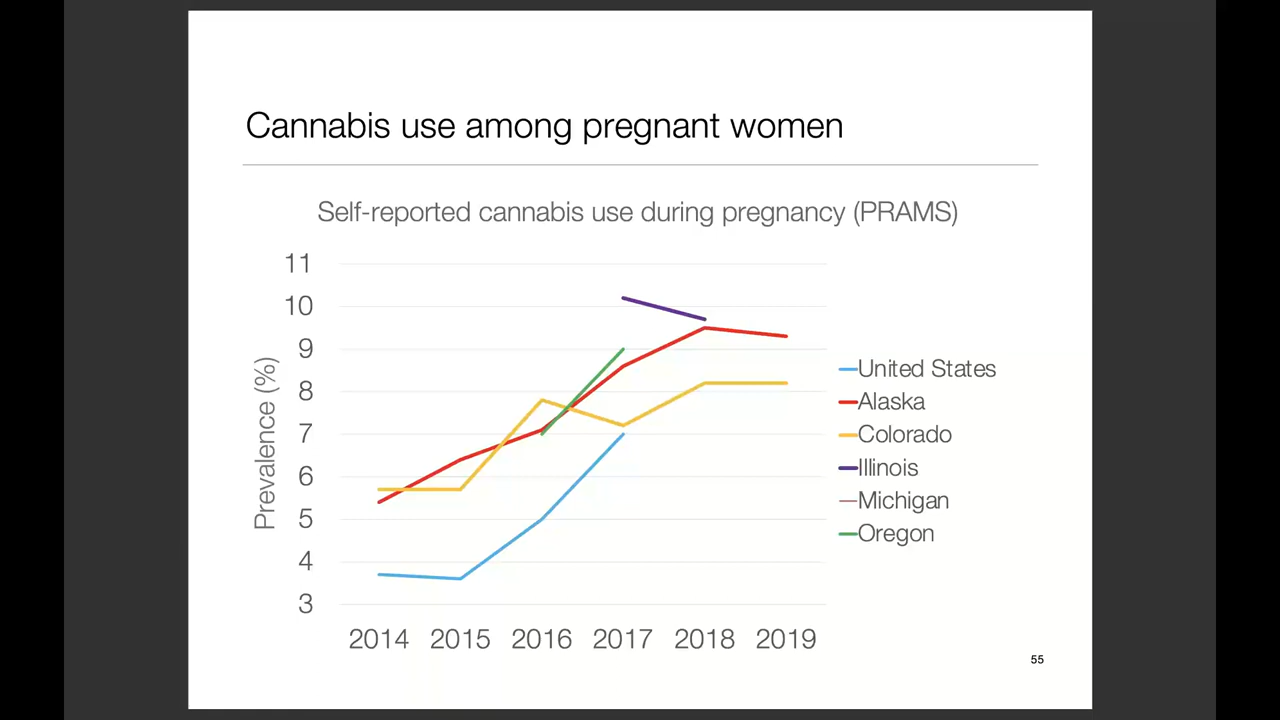 Cannabis use among pregnant women
Self-reported cannabis use during pregnancy (PRAMS)
Prevalence (%)
11
10
9
8
7
6
5
4
3
2014 2015 2016 2017 2018 2019
United States
Alaska
Colorado
Illinois
Michigan
Oregon
55